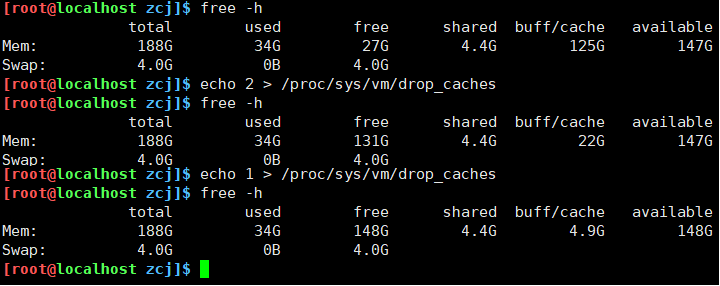 [root@localhost zcj]$ free -h
              total        used        free      shared  buff/cache   available
Mem:           188G         34G         27G        4.4G        125G        147G
Swap:          4.0G          0B        4.0G
[root@localhost zcj]$ echo 2 > /proc/sys/vm/drop_caches
[root@localhost zcj]$ free -h
              total        used        free      shared  buff/cache   available
Mem:           188G         34G        131G        4.4G         22G        147G
Swap:          4.0G          0B        4.0G
[root@localhost zcj]$ echo 1 > /proc/sys/vm/drop_caches
[root@localhost zcj]$ free -h
              total        used        free      shared  buff/cache   available
Mem:           188G         34G        148G        4.4G        4.9G        148G
Swap:          4.0G          0B        4.0G
[root@localhost zcj]$